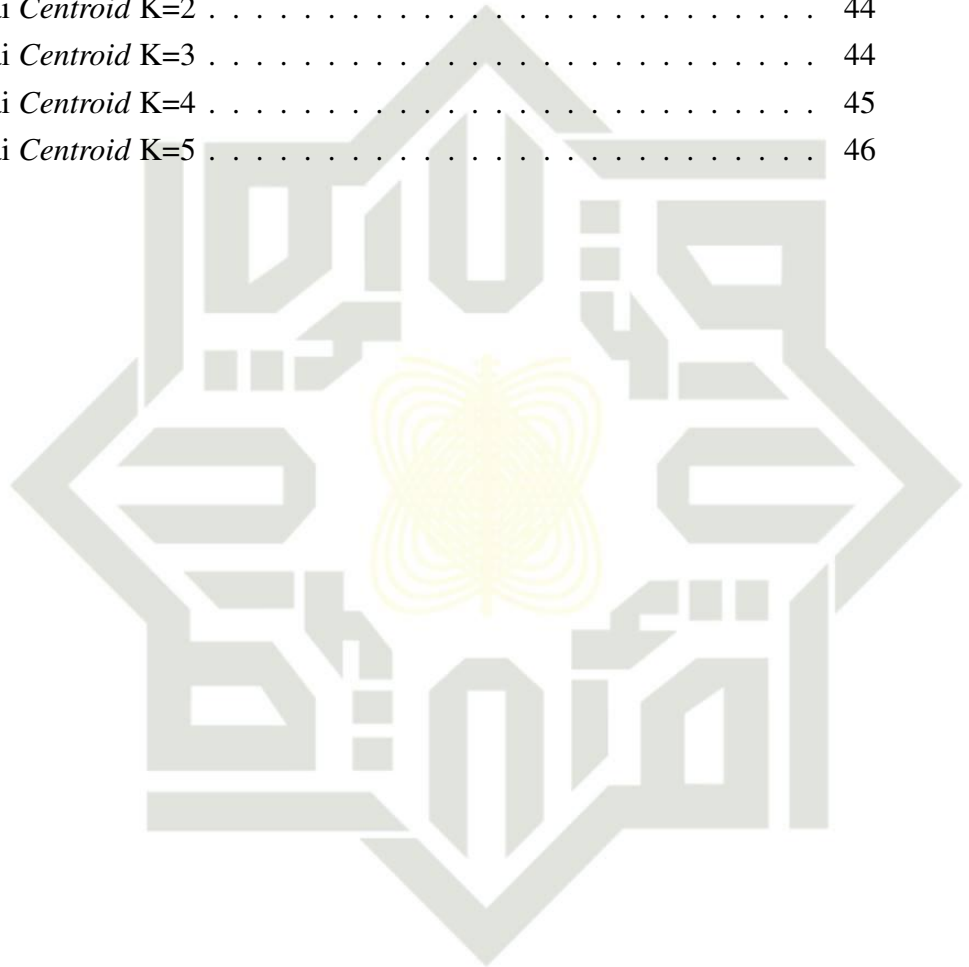 i Centroid K=2 . . . . . . . . . . . . . . . . . . . . . . . . . . 44
i Centroid K=3 . . . . . . . . . . . . . . . . . . . . . . . . . . 44
i Centroid K=4 . . . . . . . . . . . . . . . . . . . . . . . . . . 45
i Centroid K=5 . . . . . . . . . . . . . . . . . . . . . . . . . . 46